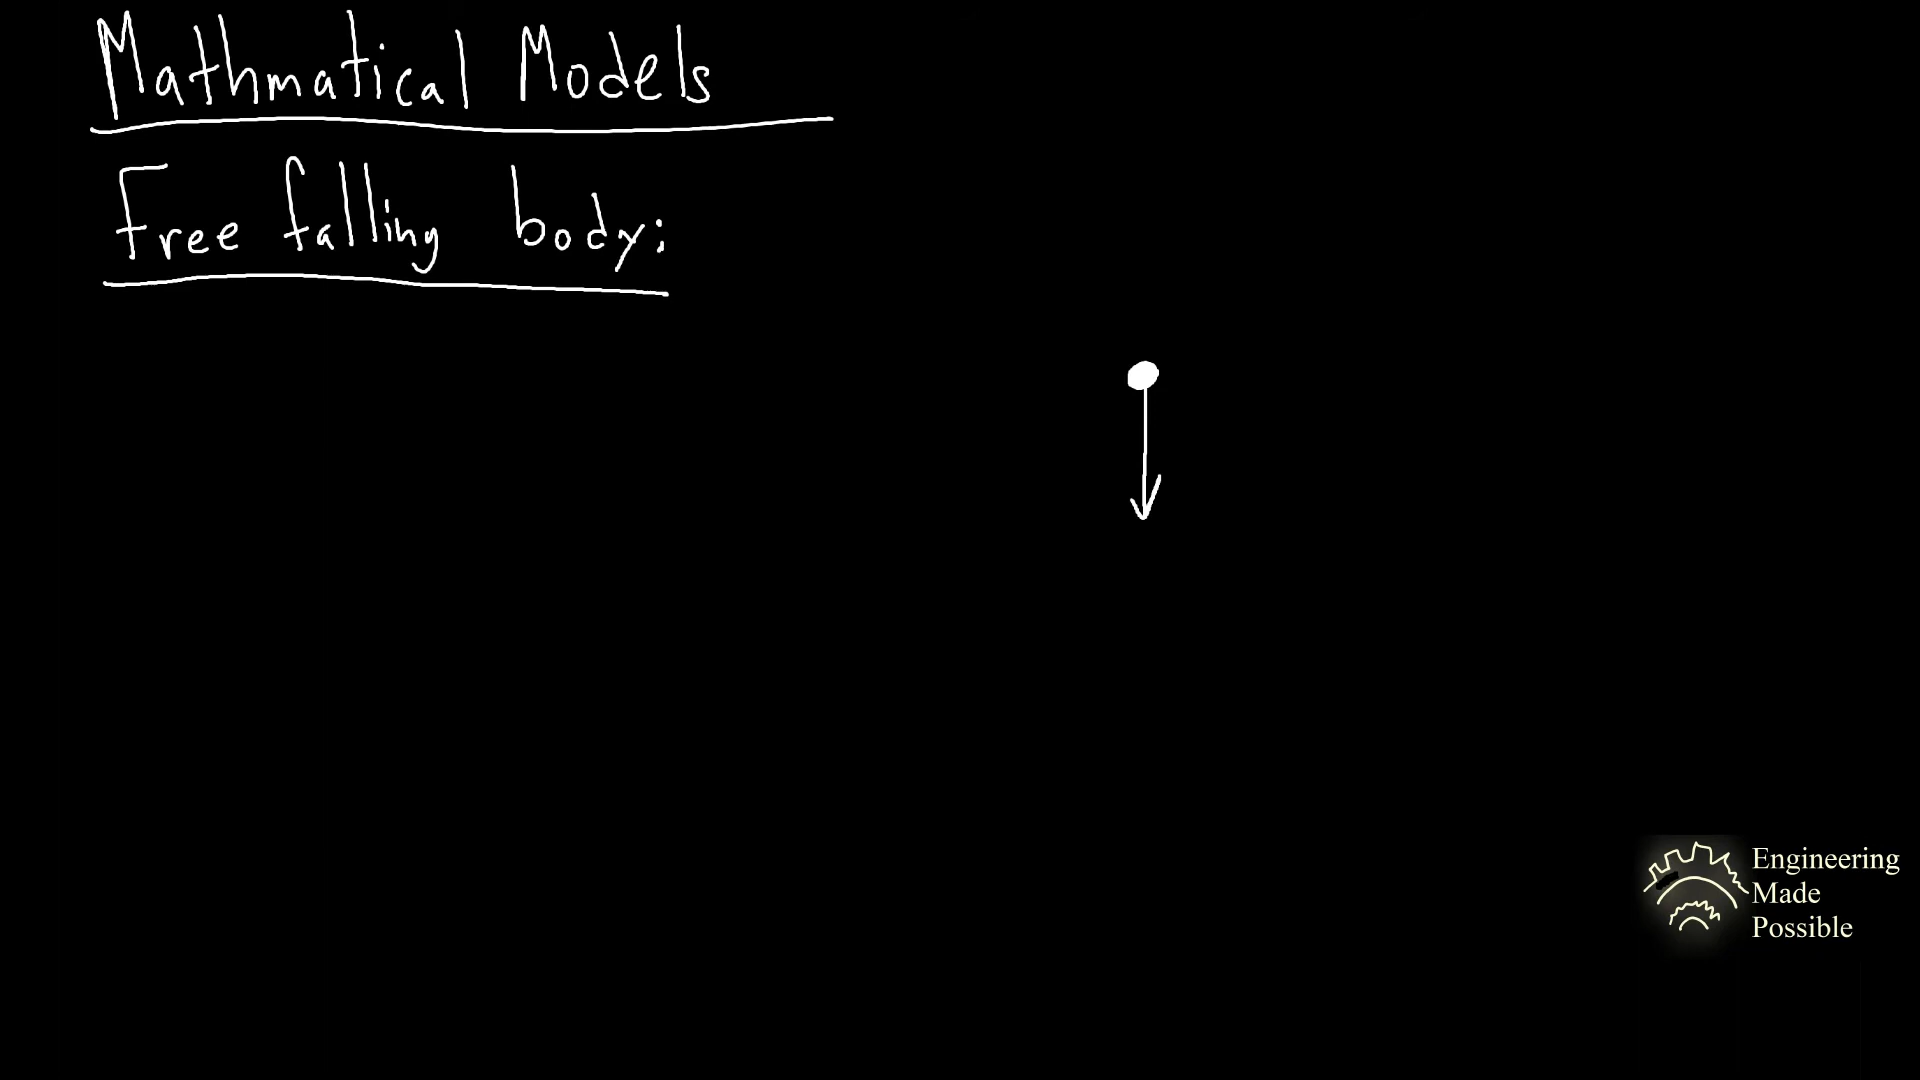 Mathmatical Models
Free falling body:
Engineering
Made
Possible